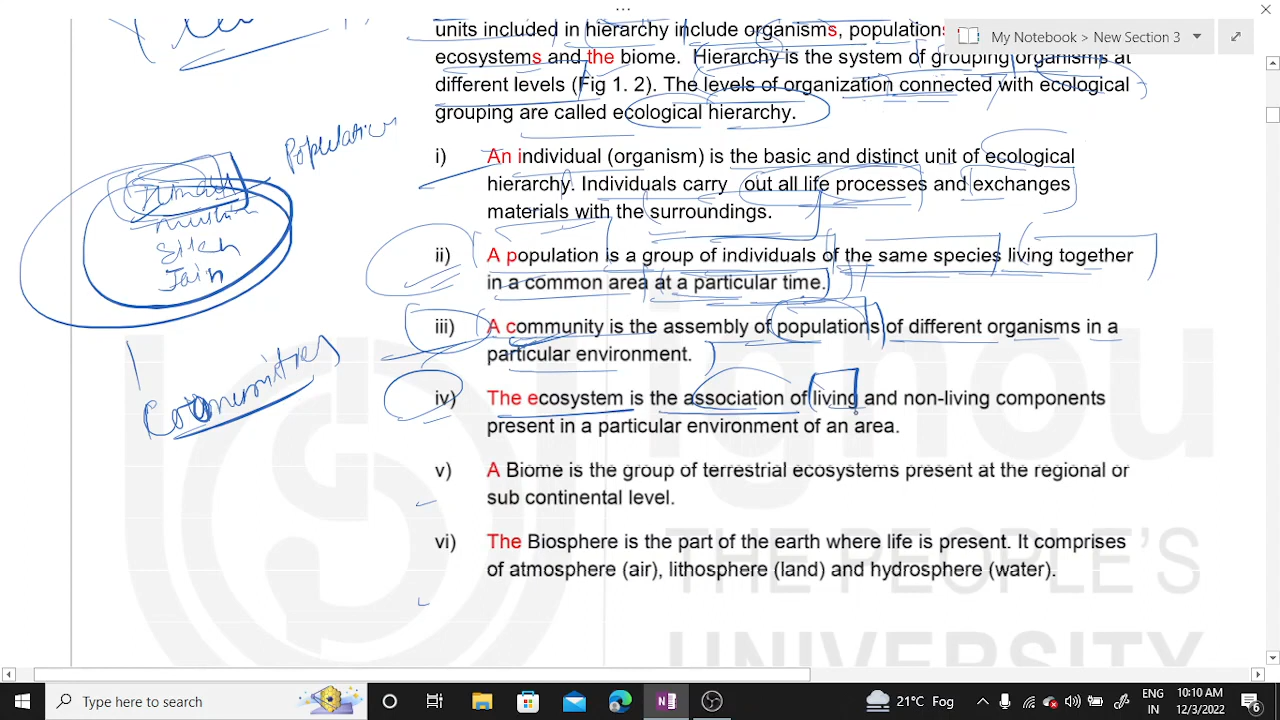 My Notebook > New Section 3
units included in hierarchy include organisms, populations
ecosystems and the biome. Hierarchy is the system of grouping organisms at
different levels (Fig 1. 2). The levels of organization connected with ecological
grouping are called ecological hierarchy.
Population
i) An individual (organism) is the basic and distinct unit of ecological
hierarchy. Individuals carry out all life processes and exchanges
materials with the surroundings.
Jain
ii) A population is a group of individuals of the same species living together
in a common area at a particular time.
iii) A community is the assembly of populations of different organisms in a
particular environment.
Communities
iv) The ecosystem is the association of living and non-living components
present in a particular environment of an area.
v) A Biome is the group of terrestrial ecosystems present at the regional or
sub continental level.
vi) The Biosphere is the part of the earth where life is present. It comprises
of atmosphere (air), lithosphere (land) and hydrosphere (water).
ignou
THE PEOPLE'S
UNIVERSITY
Type here to search
21°C Fog
ENG
IN
10:10 AM
12/3/2022
6